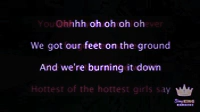 Ohhhh oh oh oh oh
We got our feet on the ground
And we're burning it down
Hottest of the hottest girls say